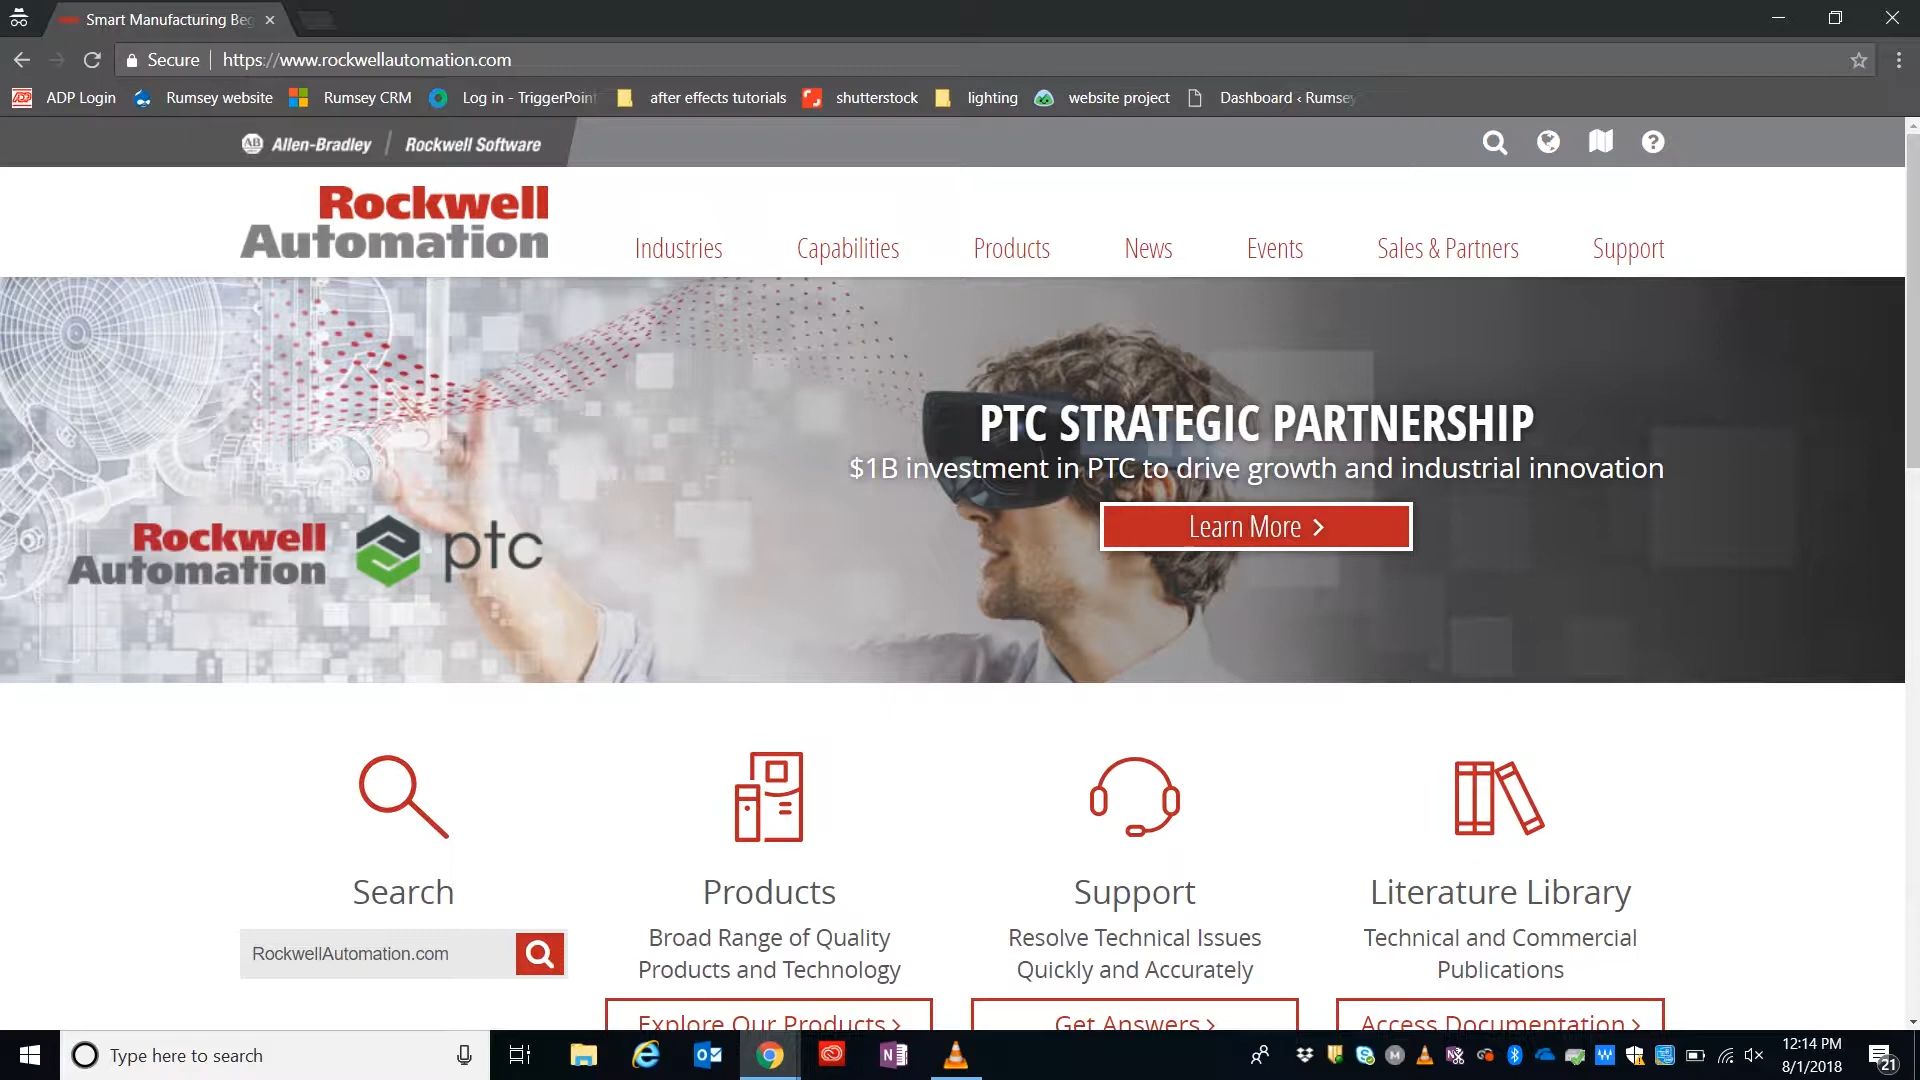 Smart Manufacturing Beg
Secure
https://www.rockwellautomation.com
ADP Login
Rumsey website
Rumsey CRM
Log in - TriggerPoint
after effects tutorials
shutterstock
lighting
website project
Dashboard ‹ Rumsey
AB Allen-Bradley
Rockwell Software
Rockwell
Automation
Industries
Capabilities
Products
News
Events
Sales & Partners
Support
PTC STRATEGIC PARTNERSHIP
$1B investment in PTC to drive growth and industrial innovation
Learn More
Rockwell
Automation
ptc
Search
RockwellAutomation.com
Products
Broad Range of Quality
Products and Technology
Explore Our Products
Support
Resolve Technical Issues
Quickly and Accurately
Get Answers
Literature Library
Technical and Commercial
Publications
Access Documentation
Type here to search
12:14 PM
8/1/2018
21